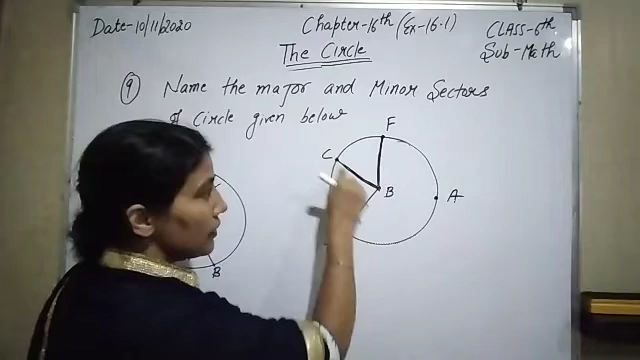 Date-10/11/2020
Chapter-16th (Ex-16.1)
CLASS-6th
The Circle
Sub-Math
9 Name the major and Minor Sectors
of Circle given below
F
C
B
A
B